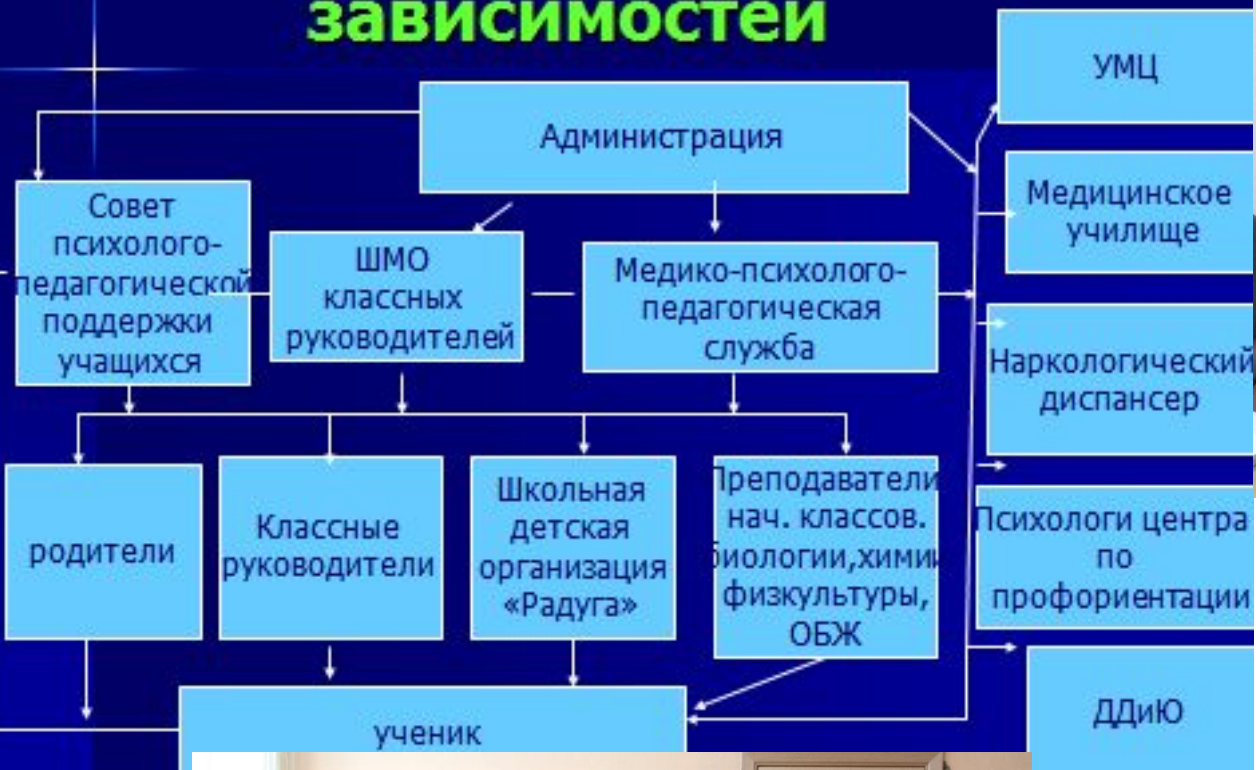 зависимостей
УМЦ
Администрация
Медицинское
училище
Совет
психолого-
педагогической
поддержки
учащихся
ШМО
классных
руководителей
Медико-психолого-
педагогическая
служба
Наркологический
диспансер
родители
Классные
руководители
Школьная
детская
организация
«Радуга»
Преподаватели
нач. классов.
биологии,химии
физкультуры,
ОБЖ
Психологи центра
по
профориентации
ученик
ДДиЮ